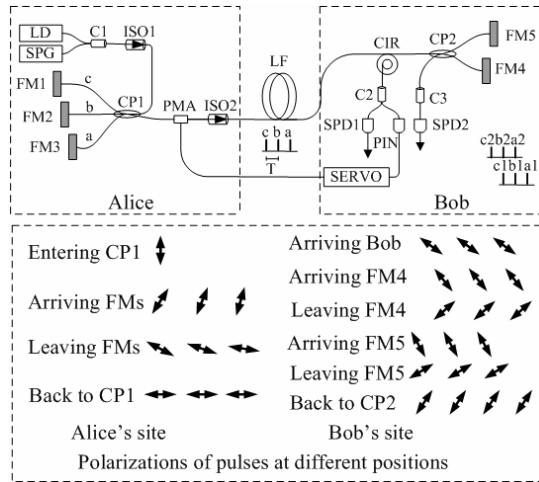 LD
SPG
C1
ISO1
FM1
FM2
FM3
c
b
a
CP1
PMA
ISO2
LF
c b a
T
Alice
CIR
CP2
FM5
FM4
C2
C3
SPD1
PIN
SPD2
SERVO
c2b2a2
c1b1a1
Bob
Entering CP1
Arriving FMs
Leaving FMs
Back to CP1
Alice's site
Arriving Bob
Arriving FM4
Leaving FM4
Arriving FM5
Leaving FM5
Back to CP2
Bob's site
Polarizations of pulses at different positions